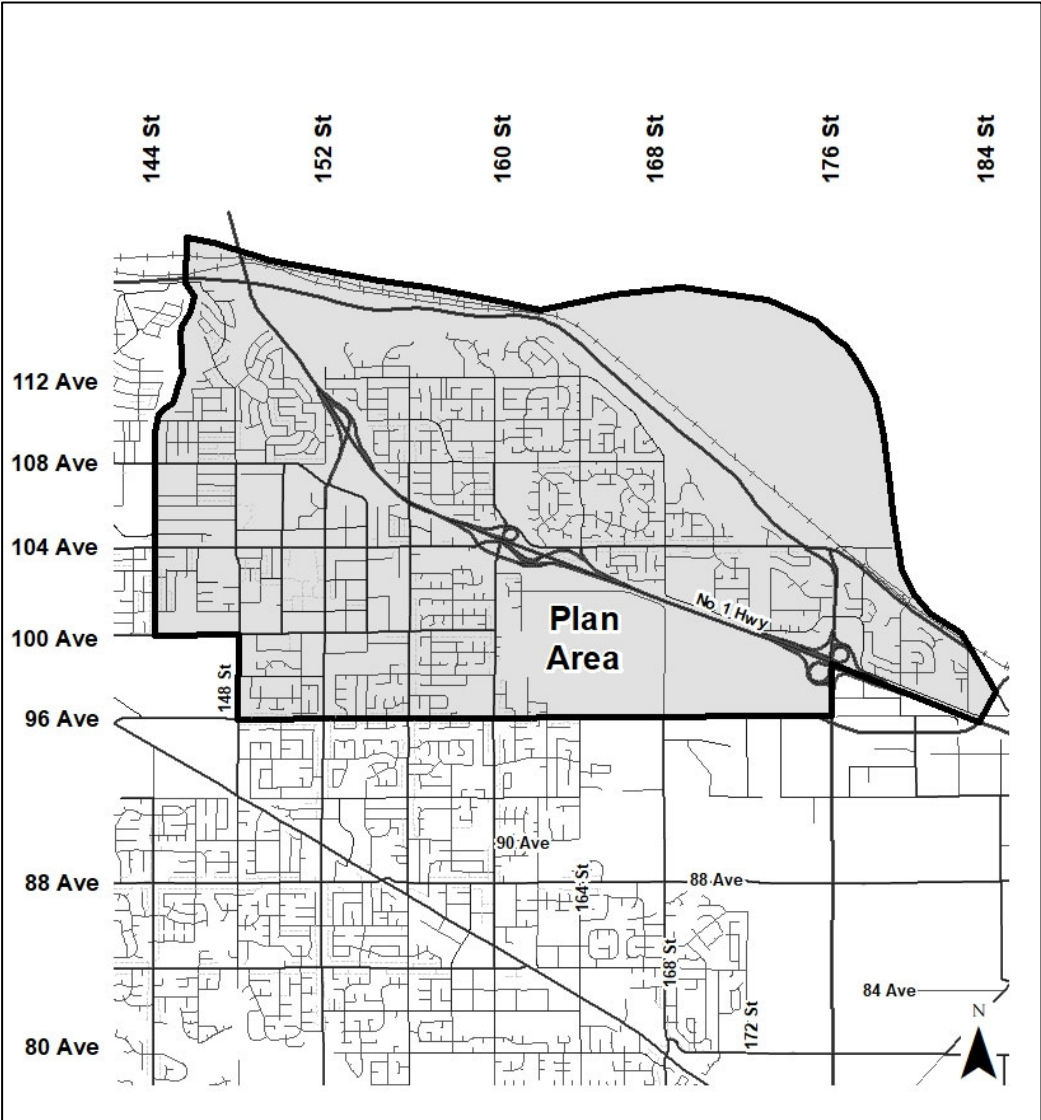 144 St
152 St
160 St
168 St
176 St
184 St
112 Ave
108 Ave
104 Ave
No 1 Hwy
Plan
Area
100 Ave
148 St
96 Ave
90 Ave
88 Ave
164 St
88 Ave
168 St
84 Ave
172 St
N
80 Ave